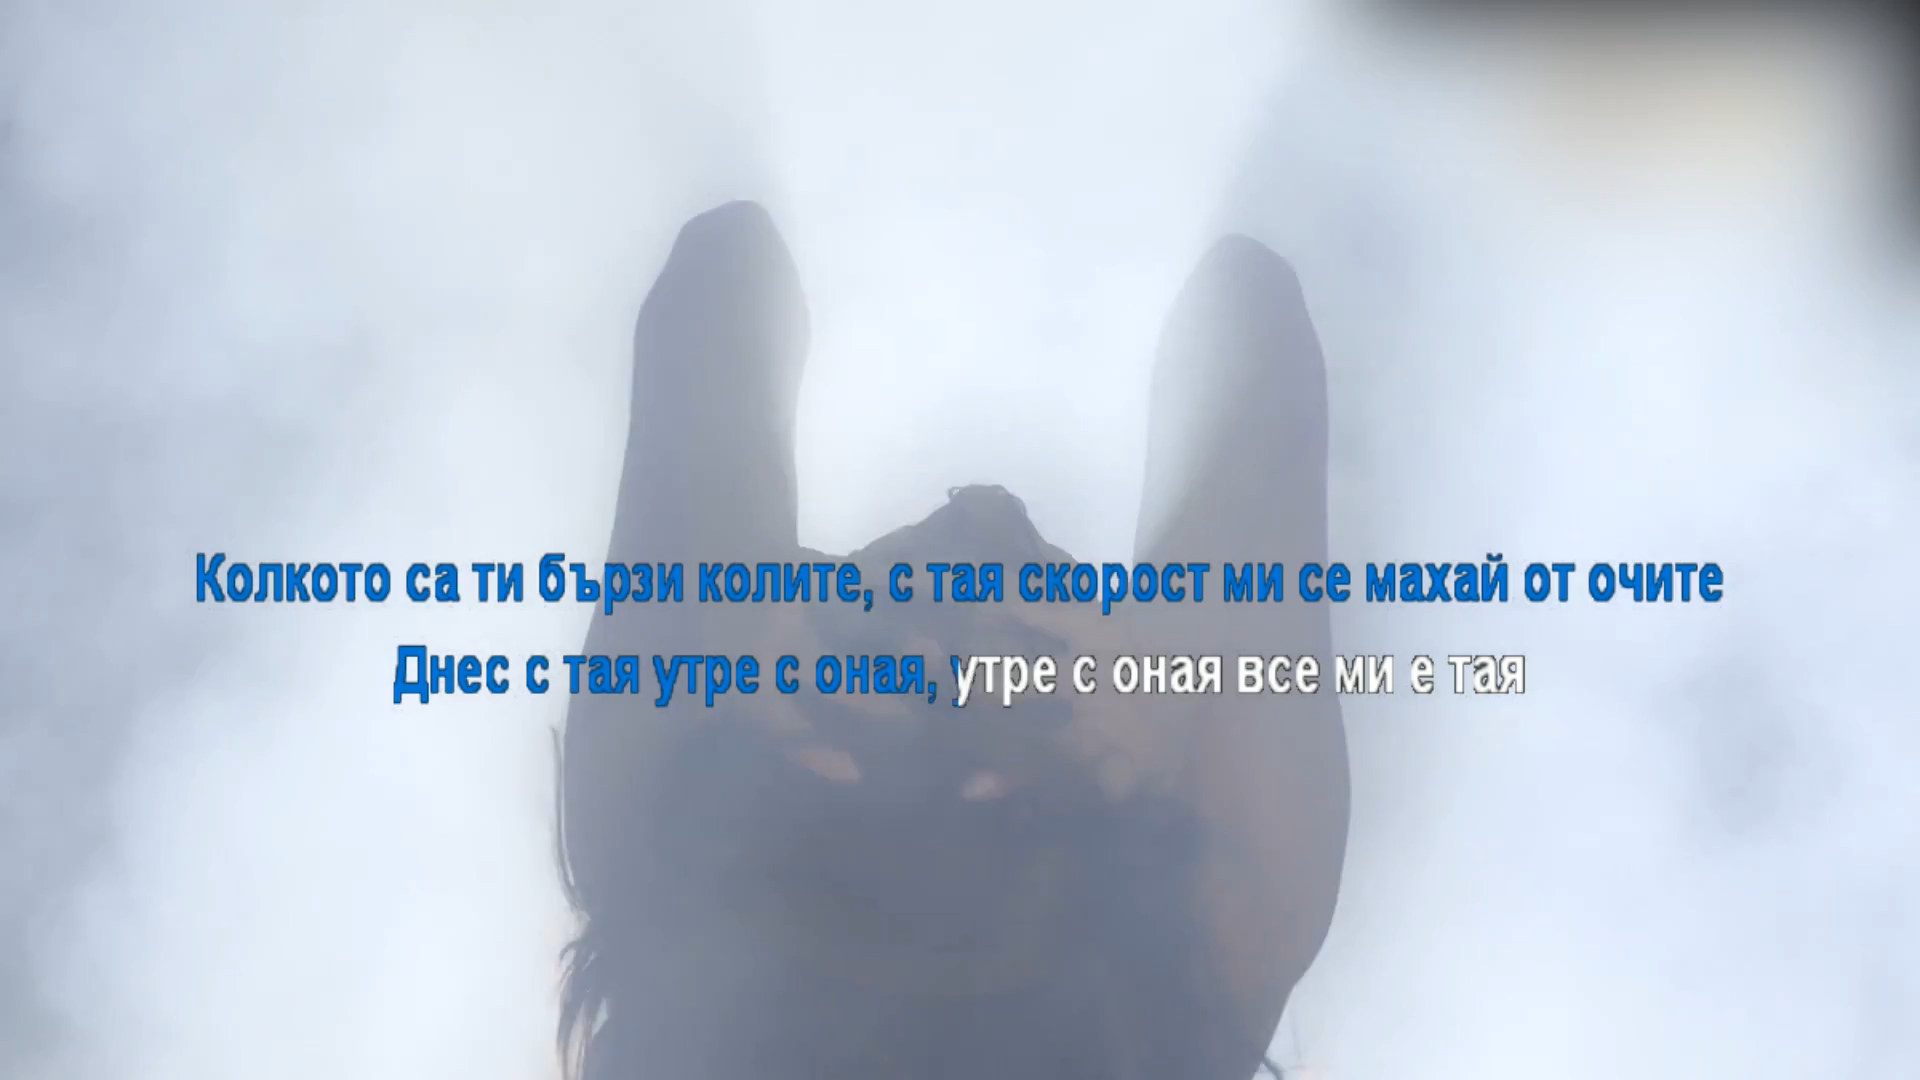 Колкото са ти бързи колите, с тая скорост ми се махай от очите
Днес с тая утре с оная, утре с оная все ми е тая